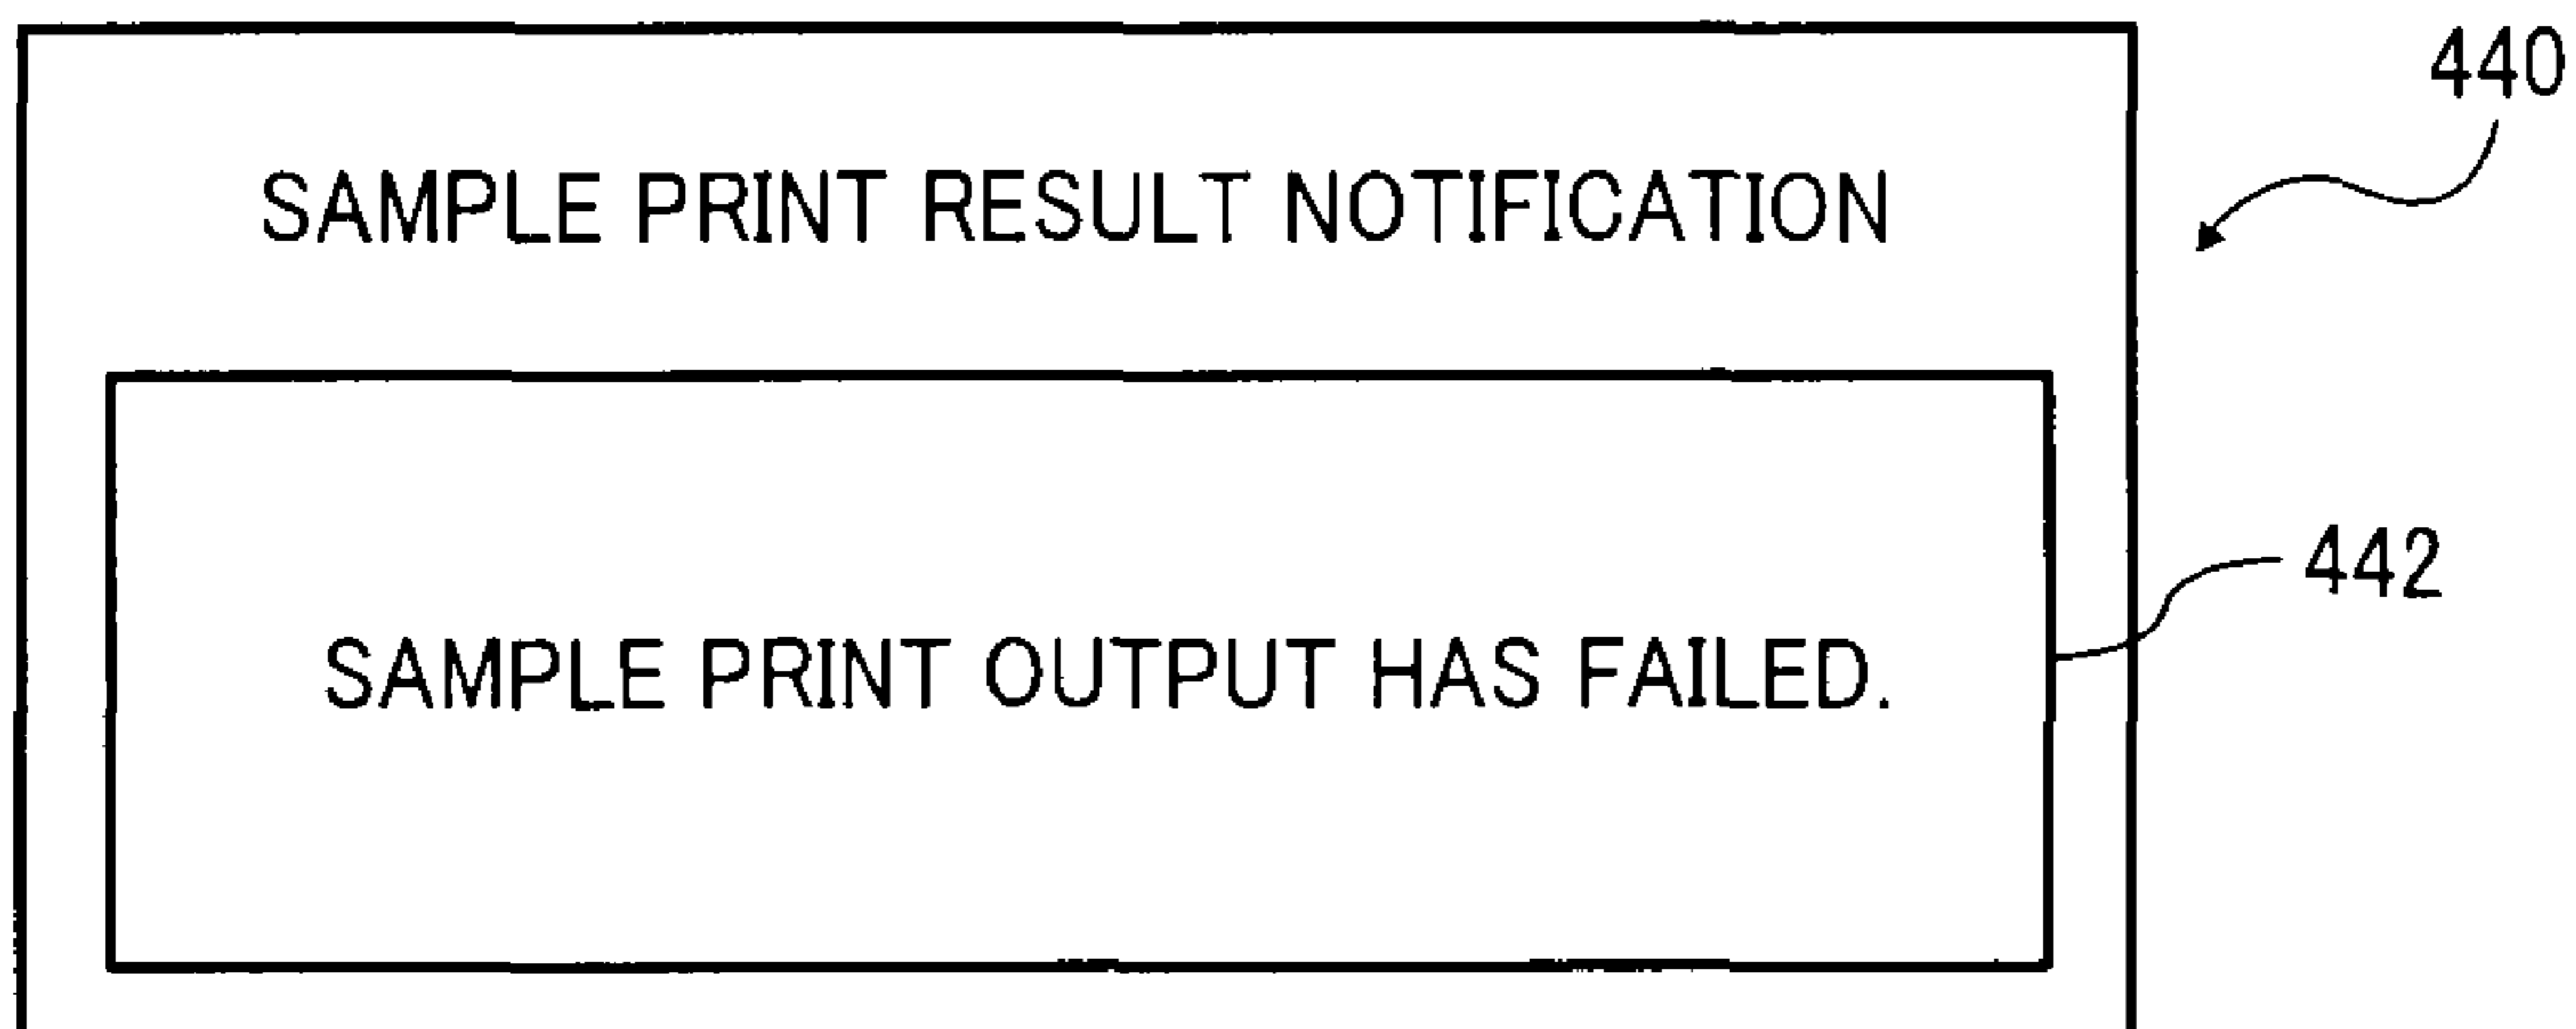 440
SAMPLE PRINT RESULT NOTIFICATION
442
SAMPLE PRINT OUTPUT HAS FAILED.